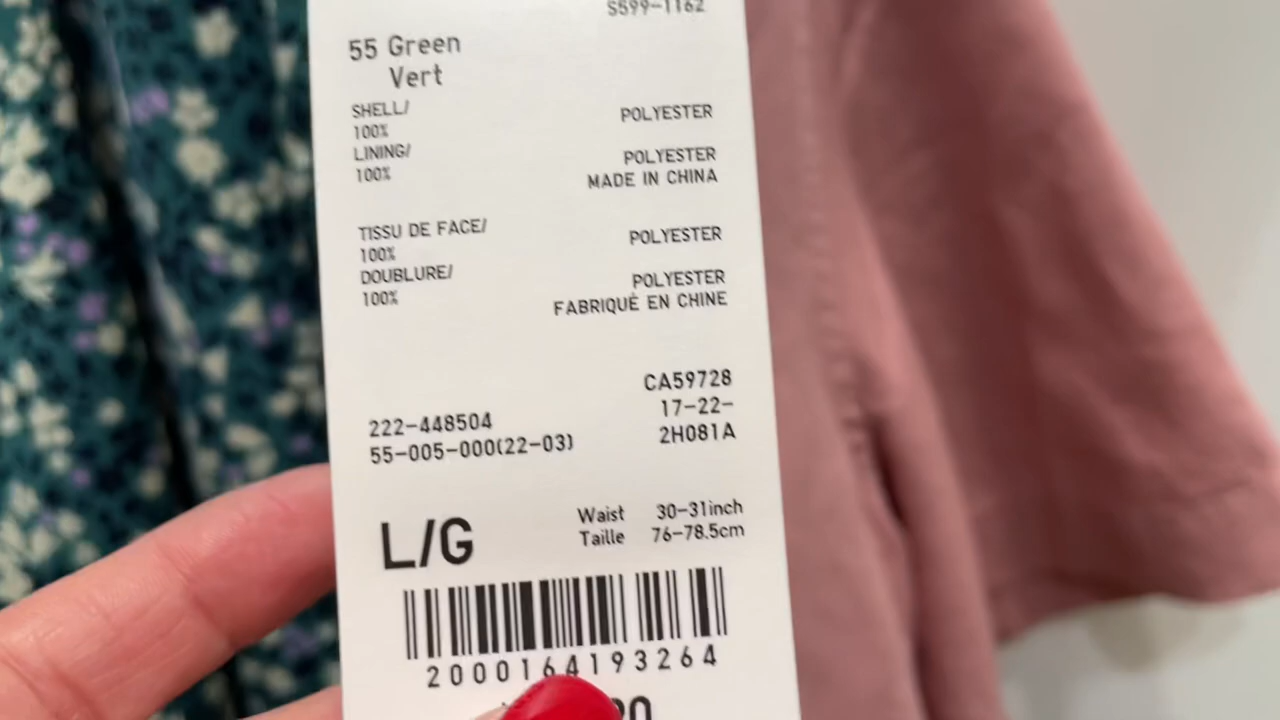 S599-1162
55 Green
Vert
SHELL/
100% POLYESTER
LINING/
100% POLYESTER
MADE IN CHINA
TISSU DE FACE/
100% POLYESTER
DOUBLURE/
100% POLYESTER
FABRIQUÉ EN CHINE
CA59728
222-448504 17-22-
55-005-000(22-03) 2H081A
L/G
Waist 30-31inch
Taille 76-78.5cm
2000164193264